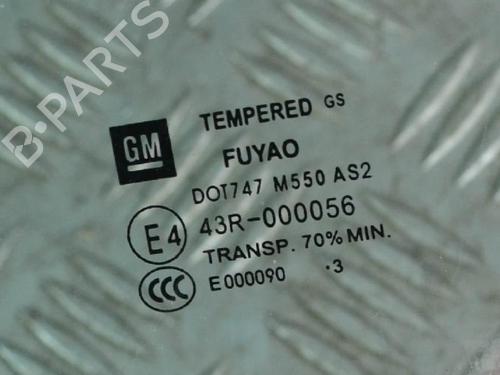 B-PARTS
GM
TEMPERED GS
FUYAO
DOT747 M550 AS2
E4
43R-000056
TRANSP. 70% MIN.
CCC
E000090 .3